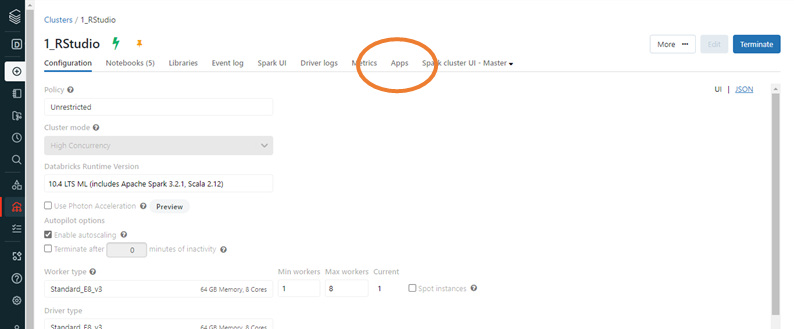 Clusters / 1_RStudio
1_RStudio
More ••• Edit Terminate
Configuration Notebooks (5) Libraries Event log Spark UI Driver logs Metrics Apps Spark cluster UI - Master
Policy
UI | JSON
Unrestricted
Cluster mode
High Concurrency
Databricks Runtime Version
10.4 LTS ML (includes Apache Spark 3.2.1, Scala 2.12)
Use Photon Acceleration Preview
Autopilot options
Enable autoscaling
Terminate after 0 minutes of inactivity
Worker type Min workers Max workers Current
Standard_E8_v3 64 GB Memory, 8 Cores 1 8 1 Spot instances
Driver type
Standard_E8_v3 64 GB Memory, 8 Cores